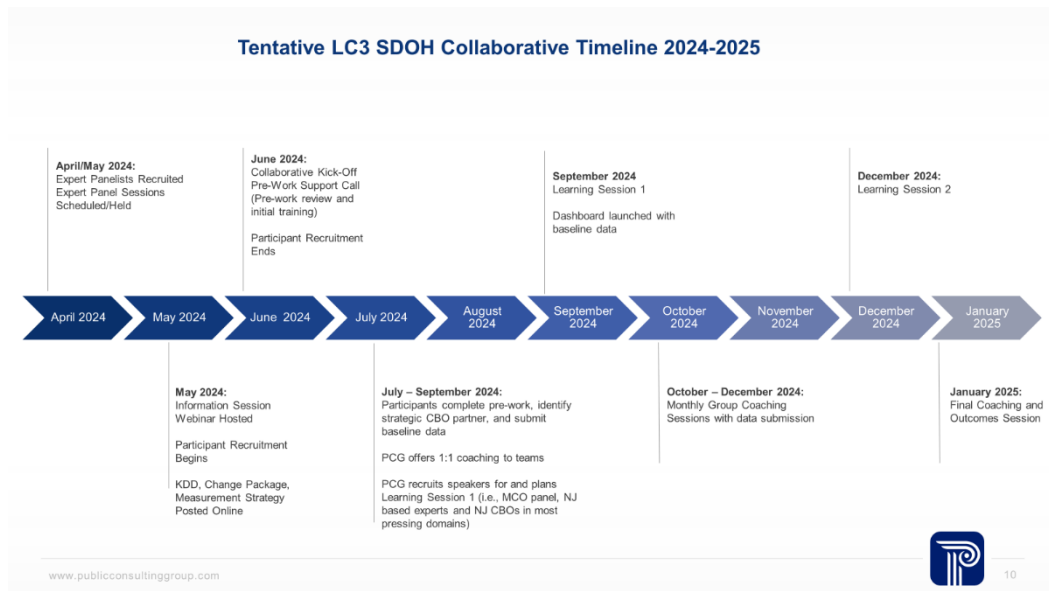 Tentative LC3 SDOH Collaborative Timeline 2024-2025
April/May 2024:
Expert Panelists Recruited
Expert Panel Sessions
Scheduled/Held
June 2024:
Collaborative Kick-Off
Pre-Work Support Call
(Pre-work review and
initial training)
Participant Recruitment
Ends
September 2024
Learning Session 1
Dashboard launched with
baseline data
December 2024:
Learning Session 2
April 2024
May 2024
June 2024
July 2024
August
2024
September
2024
October
2024
November
2024
December
2024
January
2025
May 2024:
Information Session
Webinar Hosted
Participant Recruitment
Begins
KDD, Change Package,
Measurement Strategy
Posted Online
July – September 2024:
Participants complete pre-work, identify
strategic CBO partner, and submit
baseline data
PCG offers 1:1 coaching to teams
PCG recruits speakers for and plans
Learning Session 1 (i.e., MCO panel, NJ
based experts and NJ CBOs in most
pressing domains)
October – December 2024:
Monthly Group Coaching
Sessions with data submission
January 2025:
Final Coaching and
Outcomes Session
www.publicconsultinggroup.com
10